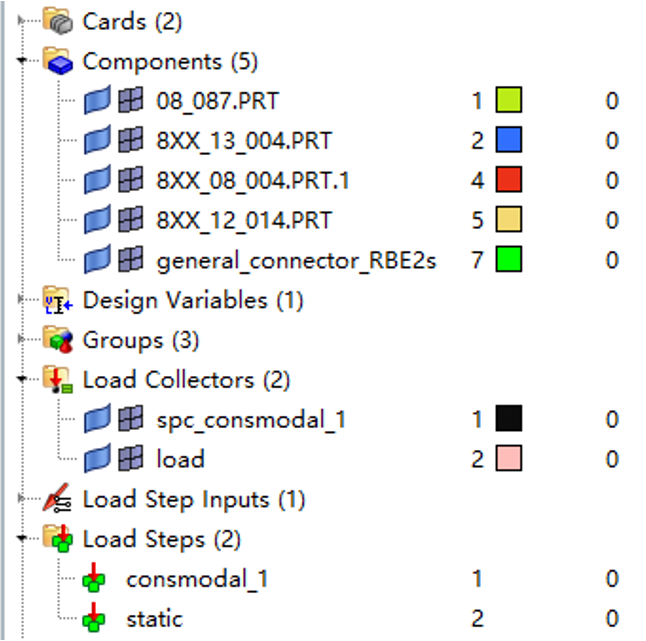 Cards (2)
Components (5)
08_087.PRT 1 0
8XX_13_004.PRT 2 0
8XX_08_004.PRT.1 4 0
8XX_12_014.PRT 5 0
general_connector_RBE2s 7 0
Design Variables (1)
Groups (3)
Load Collectors (2)
spc_consmodal_1 1 0
load 2 0
Load Step Inputs (1)
Load Steps (2)
consmodal_1 1 0
static 2 0